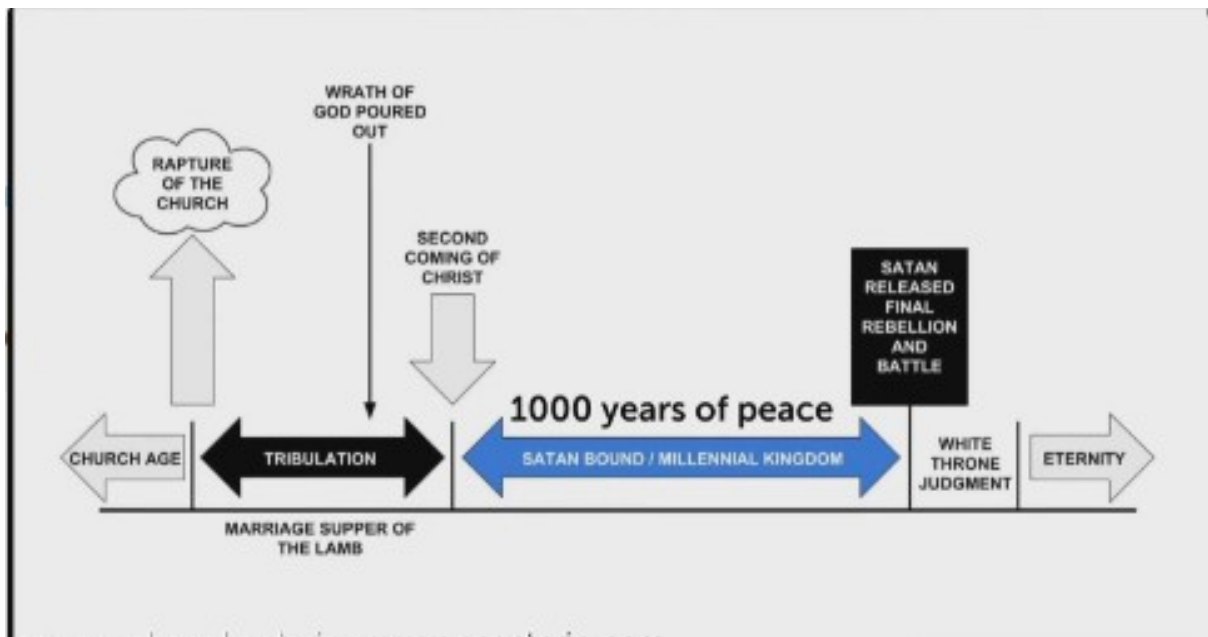 WRATH OF
GOD POURED
OUT
RAPTURE
OF THE
CHURCH
SECOND
COMING OF
CHRIST
SATAN
RELEASED
FINAL
REBELLION
AND
BATTLE
1000 years of peace
CHURCH AGE
TRIBULATION
SATAN BOUND / MILLENNIAL KINGDOM
WHITE
THRONE
JUDGMENT
ETERNITY
MARRIAGE SUPPER OF
THE LAMB